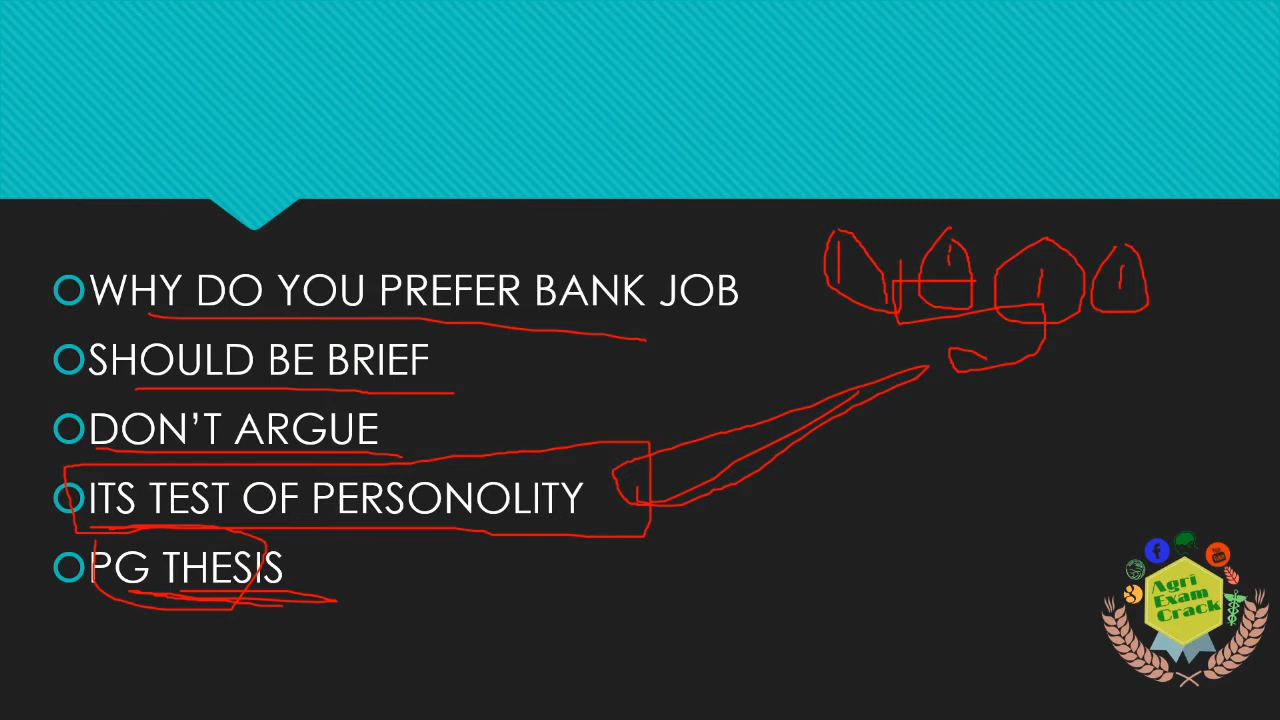 WHY DO YOU PREFER BANK JOB
SHOULD BE BRIEF
DON'T ARGUE
ITS TEST OF PERSONOLITY
PG THESIS
Agri
Exam
Crack